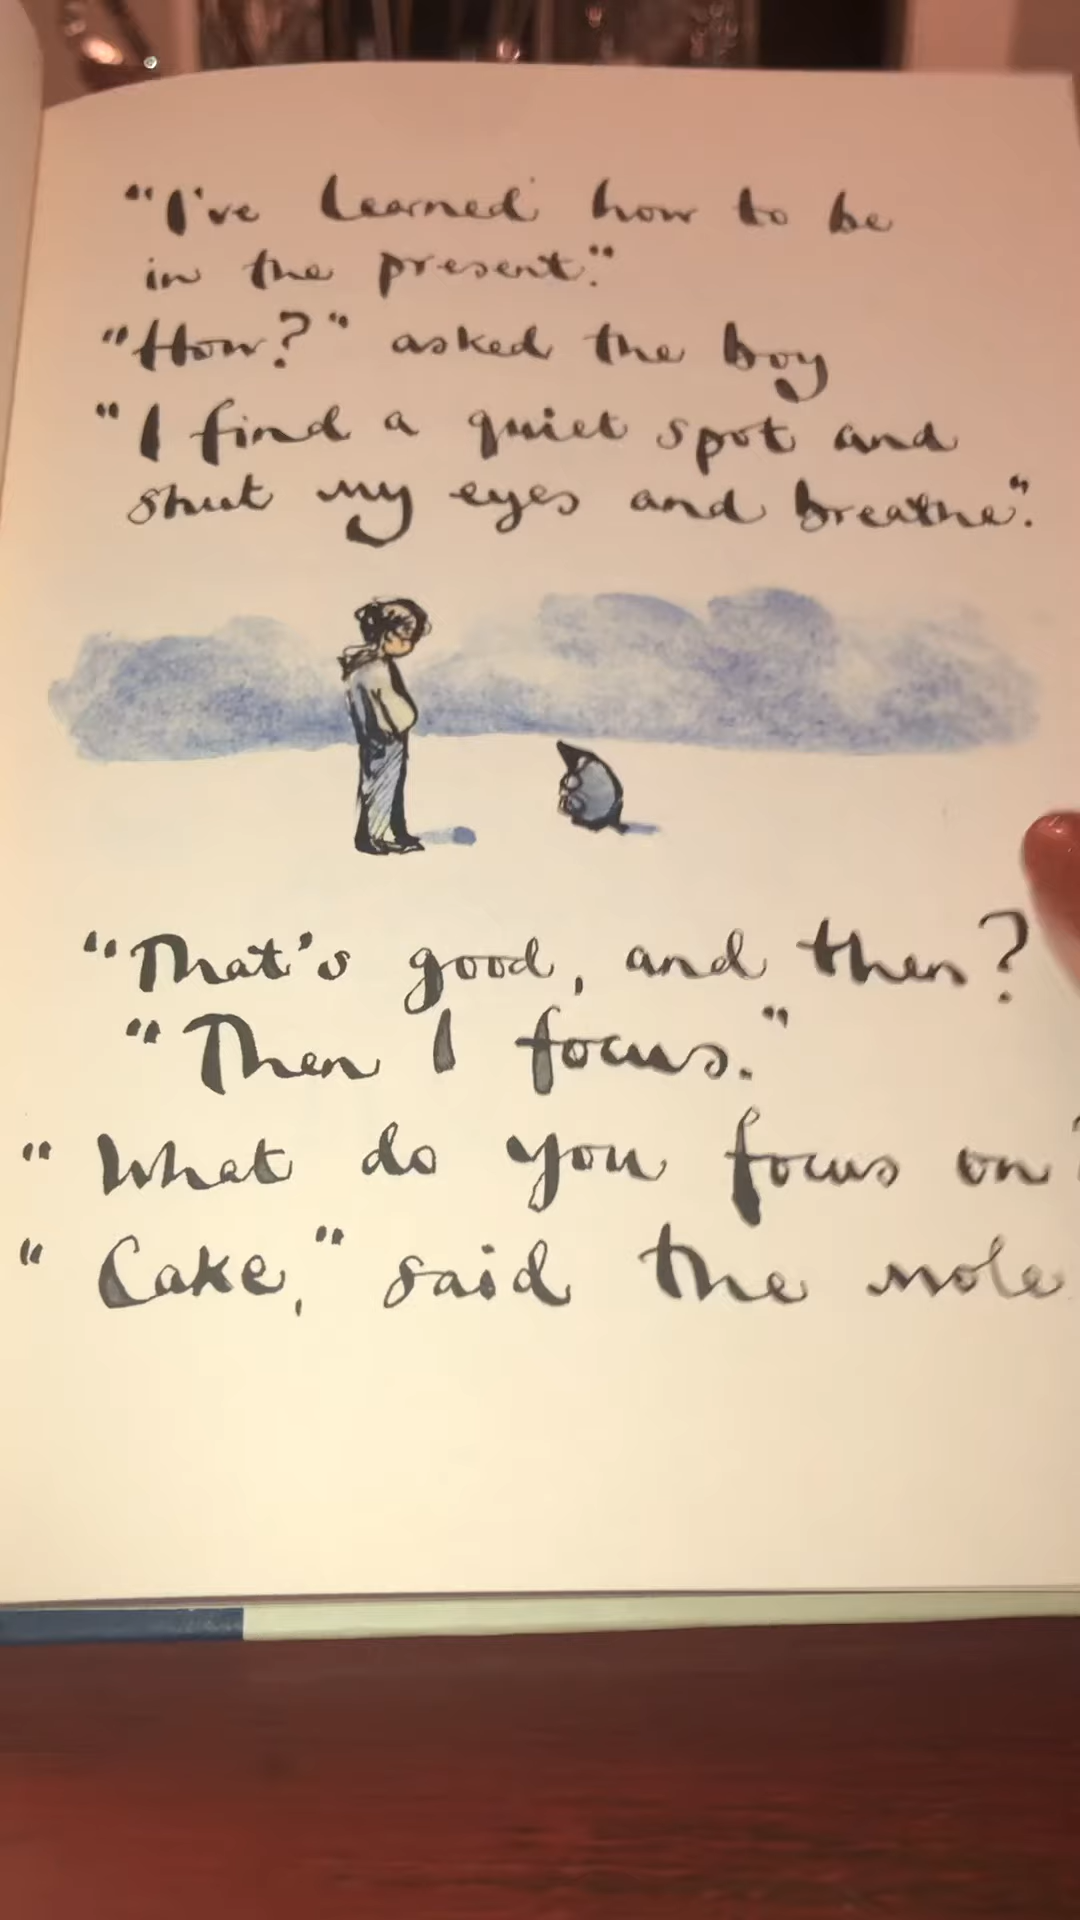 "I've learned how to be
in the present."
"How?" asked the boy
"I find a quiet spot and
shut my eyes and breathe."
"That's good, and then?
"Then I focus."
"What do you focus on?
"Cake," said the mole